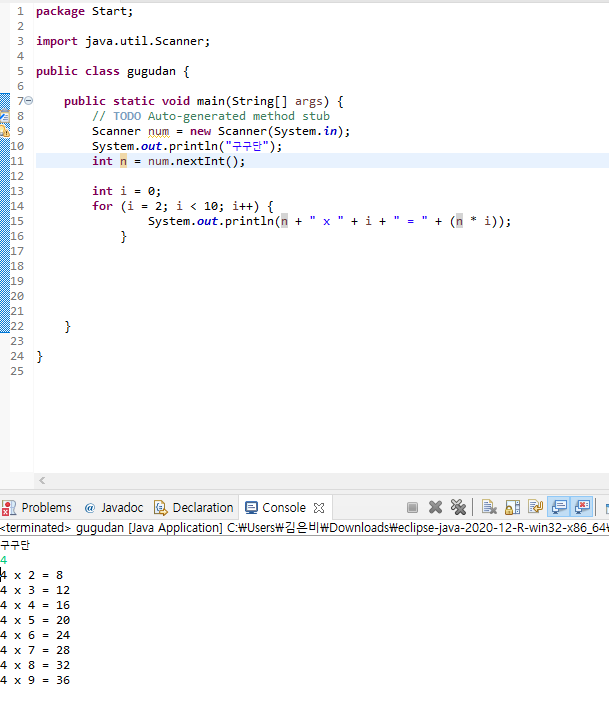 1 package Start;
2
3 import java.util.Scanner;
4
5 public class gugudan {
6
7 public static void main(String[] args) {
8 // TODO Auto-generated method stub
9 Scanner num = new Scanner(System.in);
10 System.out.println("구구단");
11 int n = num.nextInt();
12
13 int i = 0;
14 for (i = 2; i < 10; i++) {
15 System.out.println(n + " x " + i + " = " + (n * i));
16 }
17
18
19
20
21
22 }
23
24 }
25
Problems @ Javadoc Declaration Console
<terminated> gugudan [Java Application] C:₩Users₩김은비₩Downloads₩eclipse-java-2020-12-R-win32-x86_64₩
구구단
4
4 x 2 = 8
4 x 3 = 12
4 x 4 = 16
4 x 5 = 20
4 x 6 = 24
4 x 7 = 28
4 x 8 = 32
4 x 9 = 36